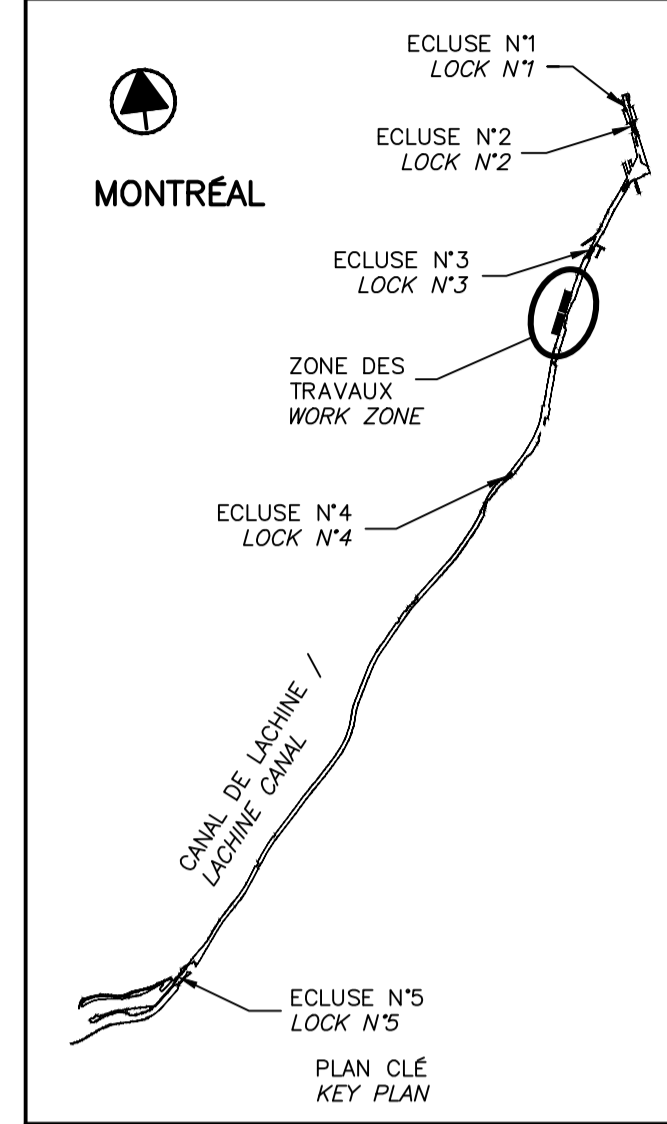 ECLUSE N°1
LOCK N°1
ECLUSE N°2
LOCK N°2
MONTRÉAL
ECLUSE N°3
LOCK N°3
ZONE DES
TRAVAUX
WORK ZONE
ECLUSE N°4
LOCK N°4
CANAL DE LACHINE /
LACHINE CANAL
ECLUSE N°5
LOCK N°5
PLAN CLÉ
KEY PLAN